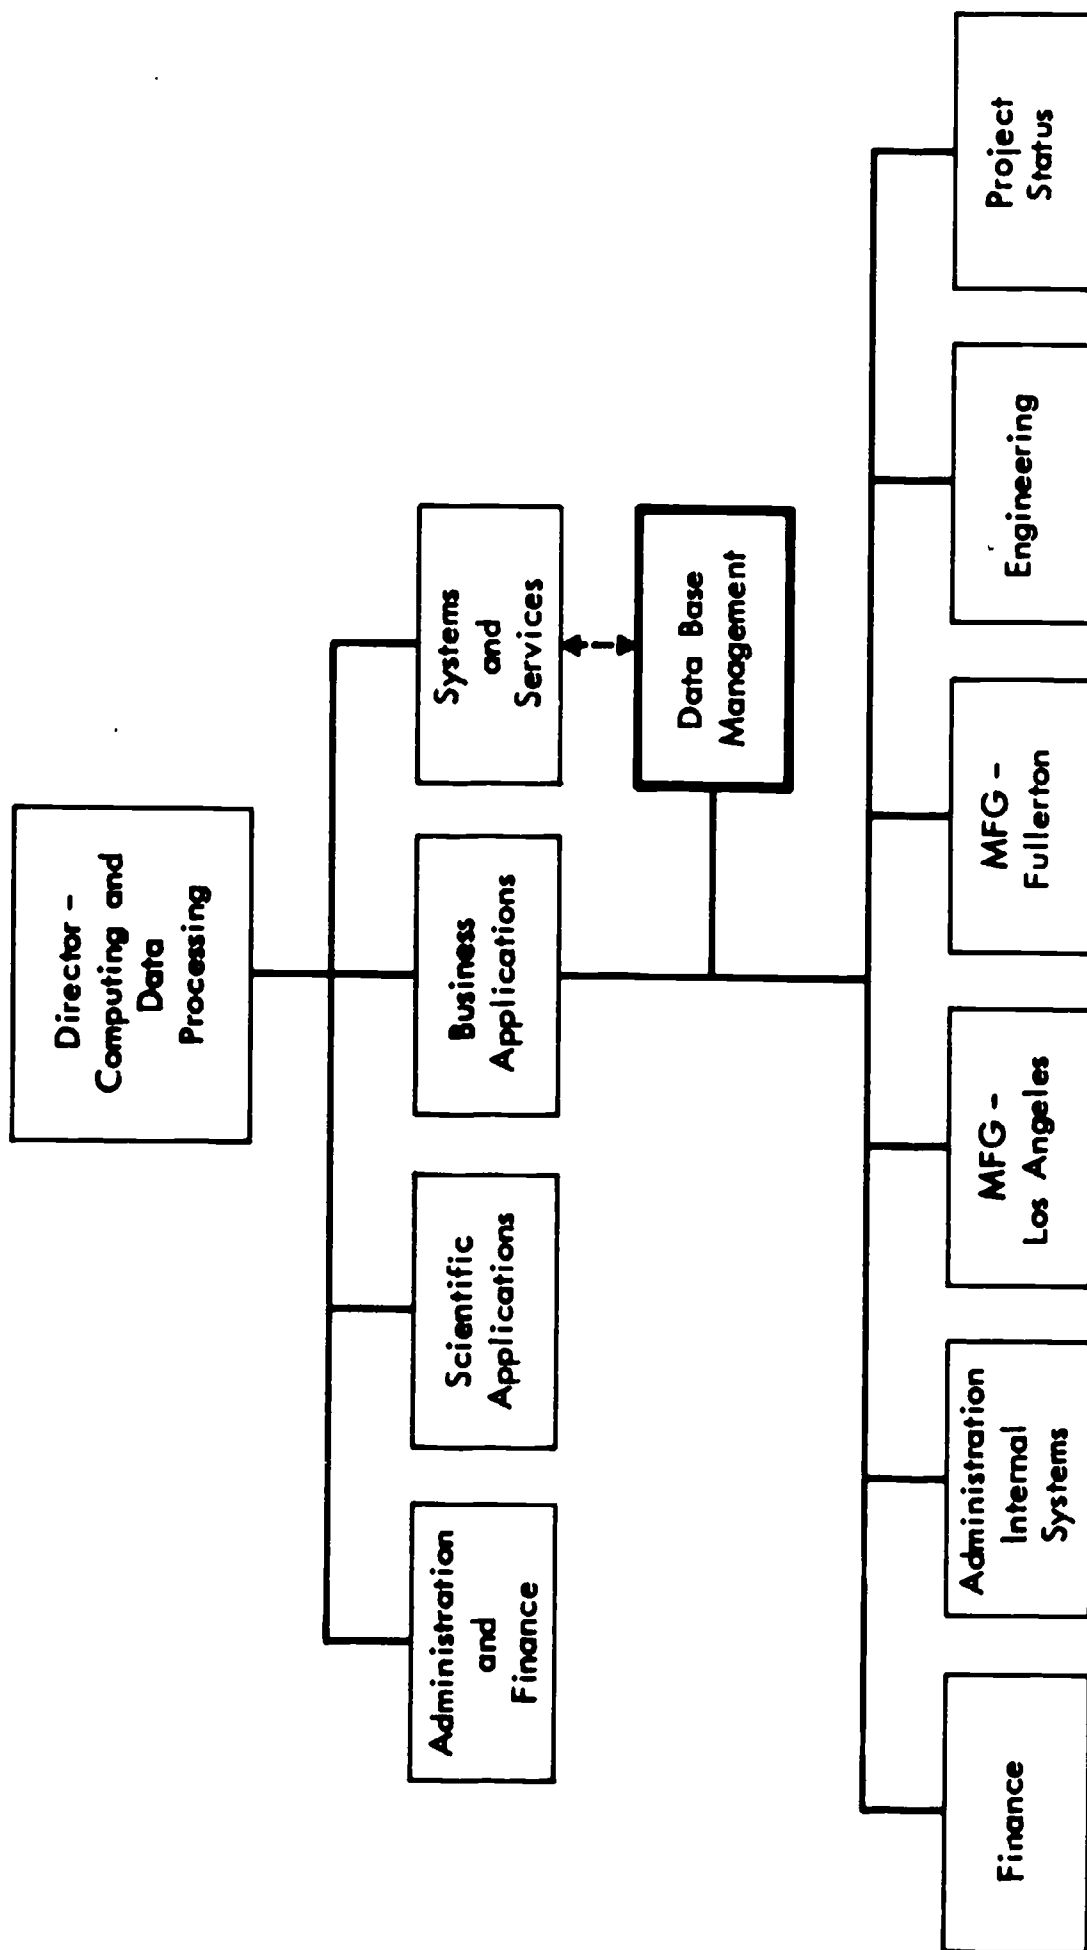 Director -
Computing and
Data
Processing
Administration
and
Finance
Scientific
Applications
Business
Applications
Systems
and
Services
Data Base
Management
Finance
Administration
Internal
Systems
MFG -
Los Angeles
MFG -
Fullerton
Engineering
Project
Status